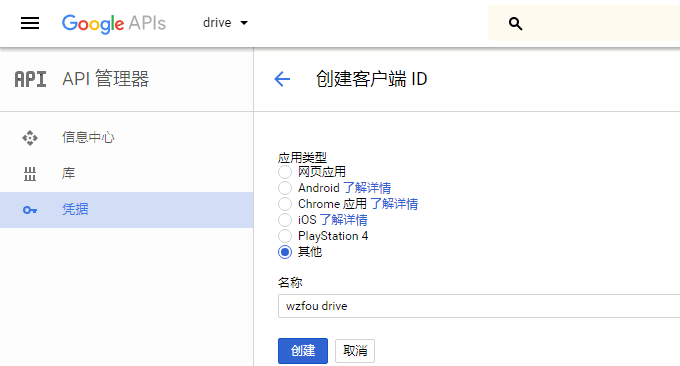 Google APIs
drive
API API 管理器
创建客户端 ID
信息中心
库
凭据
应用类型
网页应用
Android 了解详情
Chrome 应用 了解详情
iOS 了解详情
PlayStation 4
其他
名称
wzfou drive
创建 取消